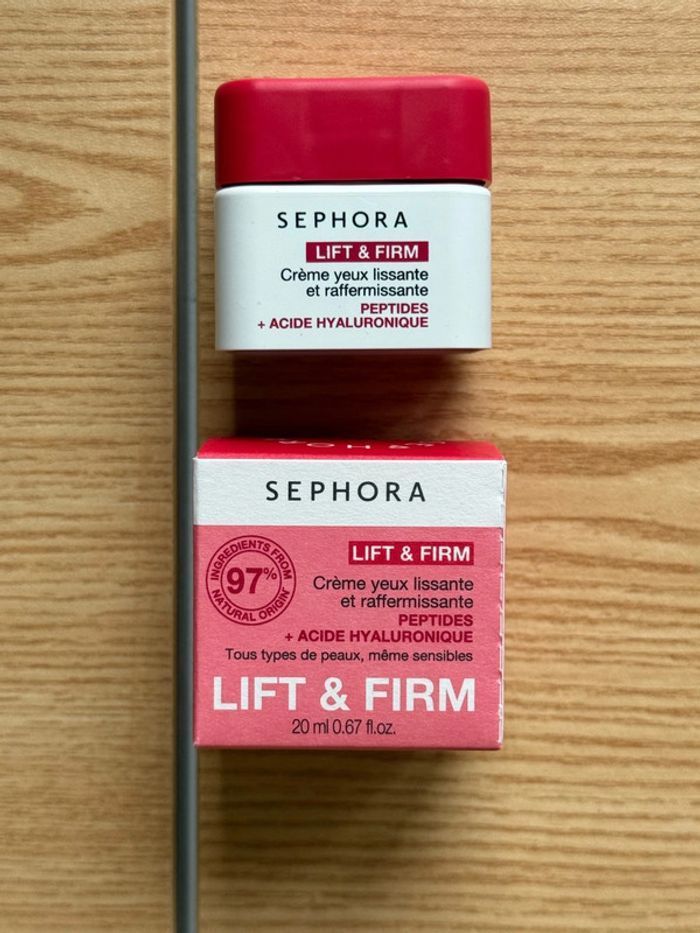 SEPHORA
LIFT & FIRM
Crème yeux lissante
et raffermissante
PEPTIDES
+ ACIDE HYALURONIQUE
SEPHORA
INGREDIENTS FROM
97%
NATURAL ORIGIN*
LIFT & FIRM
Crème yeux lissante
et raffermissante
PEPTIDES
+ ACIDE HYALURONIQUE
Tous types de peaux, même sensibles
LIFT & FIRM
20 ml 0.67 fl.oz.